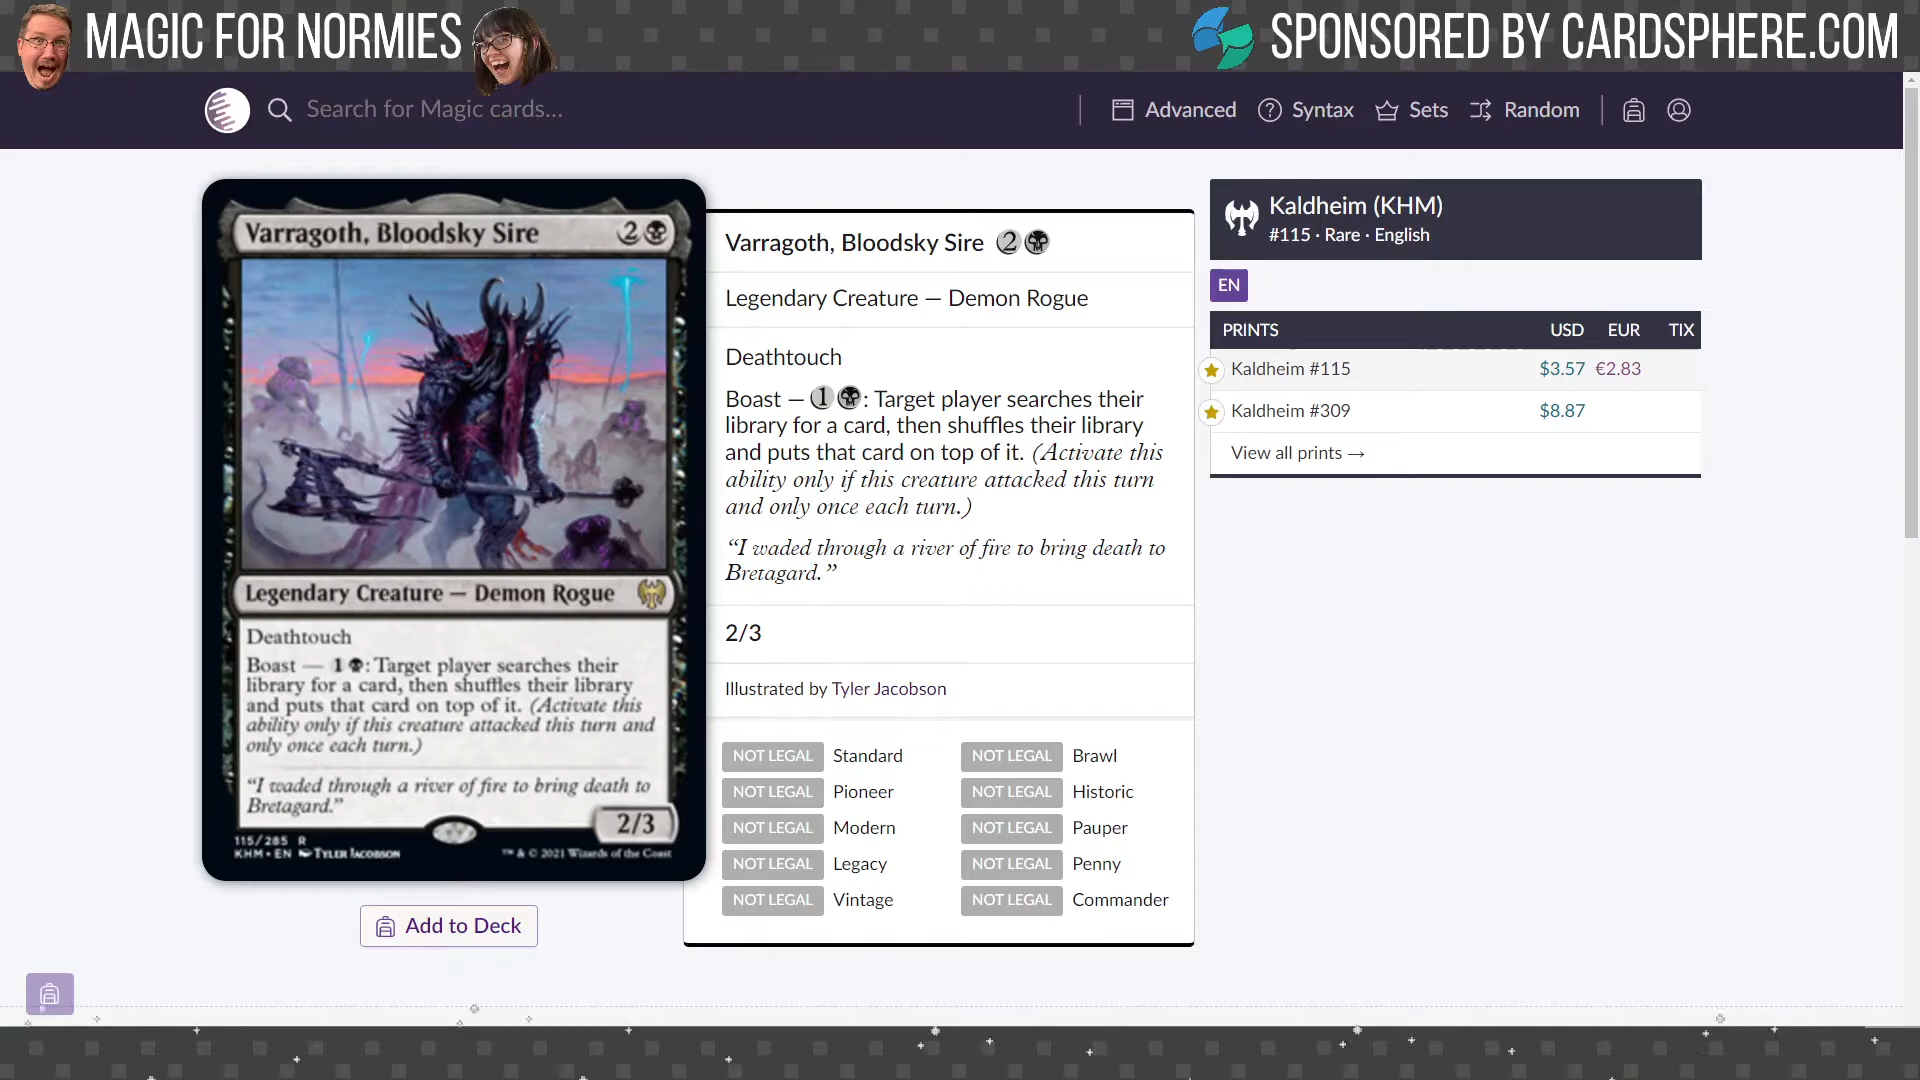 MAGIC FOR NORMIES
SPONSORED BY CARDSPHERE.COM
Search for Magic cards...
Advanced
Syntax
Sets
Random
Varragoth, Bloodsky Sire 2
Legendary Creature — Demon Rogue
Deathtouch
Boast — 1 : Target player searches their
library for a card, then shuffles their library
and puts that card on top of it. (Activate this
ability only if this creature attacked this turn and
only once each turn.)
“I waded through a river of fire to bring death to
Bretagard.”
2/3
115/285 R
KHM • EN Tyler Jacobson
™ & © 2021 Wizards of the Coast
Add to Deck
Varragoth, Bloodsky Sire 2
Legendary Creature — Demon Rogue
Deathtouch
Boast — 1 : Target player searches their
library for a card, then shuffles their library
and puts that card on top of it. (Activate this
ability only if this creature attacked this turn
and only once each turn.)
“I waded through a river of fire to bring death to
Bretagard.”
2/3
Illustrated by Tyler Jacobson
NOT LEGAL Standard NOT LEGAL Brawl
NOT LEGAL Pioneer NOT LEGAL Historic
NOT LEGAL Modern NOT LEGAL Pauper
NOT LEGAL Legacy NOT LEGAL Penny
NOT LEGAL Vintage NOT LEGAL Commander
Kaldheim (KHM)
#115 · Rare · English
EN
PRINTS USD EUR TIX
Kaldheim #115 $3.57 €2.83
Kaldheim #309 $8.87
View all prints →